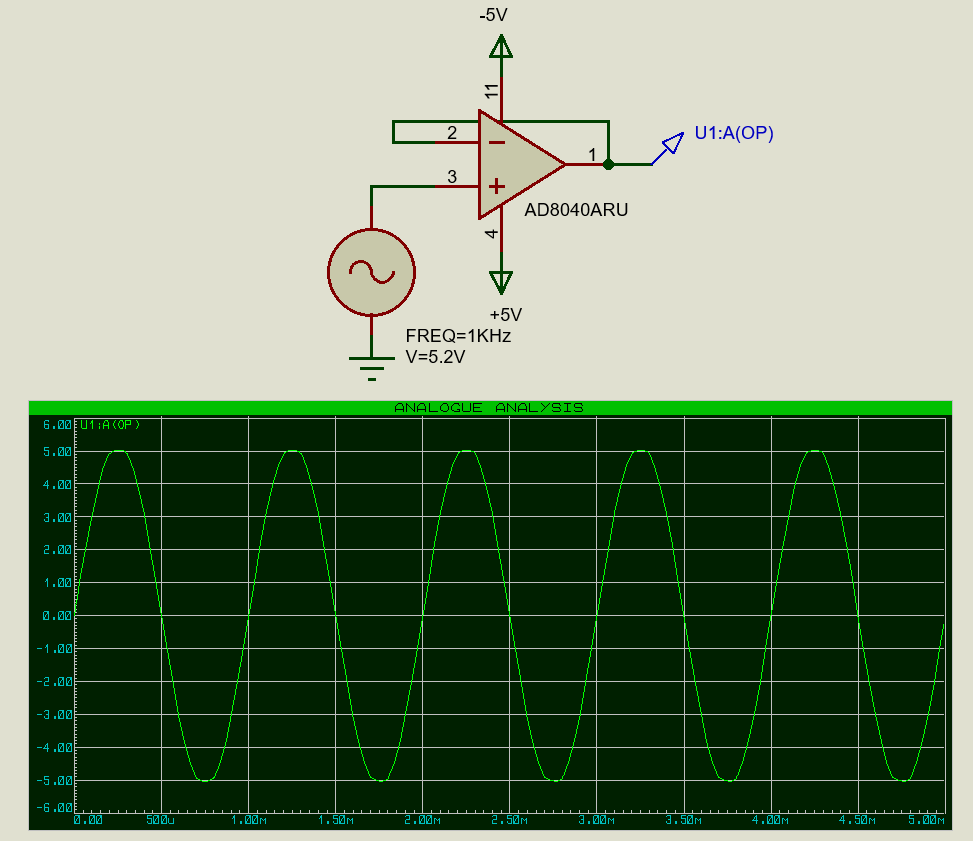 -5V
11
2
U1:A(OP)
1
3
AD8040ARU
4
+5V
FREQ=1KHz
V=5.2V
ANALOGUE ANALYSIS
6.00 U1:A(OP)
5.00
4.00
3.00
2.00
1.00
0.00
-1.00
-2.00
-3.00
-4.00
-5.00
-6.00
0.00 500u 1.00m 1.50m 2.00m 2.50m 3.00m 3.50m 4.00m 4.50m 5.00m